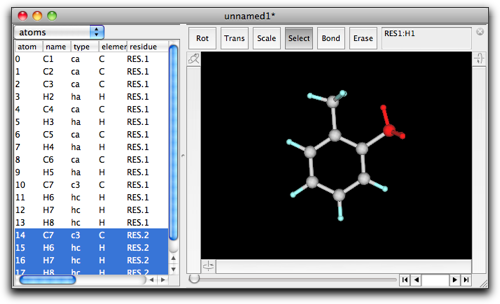 unnamed1*
atoms
Rot Trans Scale Select Bond Erase RES1:H1
atom name type elemen residue
0 C1 ca C RES.1
1 C2 ca C RES.1
2 C3 ca C RES.1
3 H2 ha H RES.1
4 C4 ca C RES.1
5 H3 ha H RES.1
6 C5 ca C RES.1
7 H4 ha H RES.1
8 C6 ca C RES.1
9 H5 ha H RES.1
10 C7 c3 C RES.1
11 H6 hc H RES.1
12 H7 hc H RES.1
13 H8 hc H RES.1
14 C7 c3 C RES.2
15 H6 hc H RES.2
16 H7 hc H RES.2
17 H8 hc H RES.2